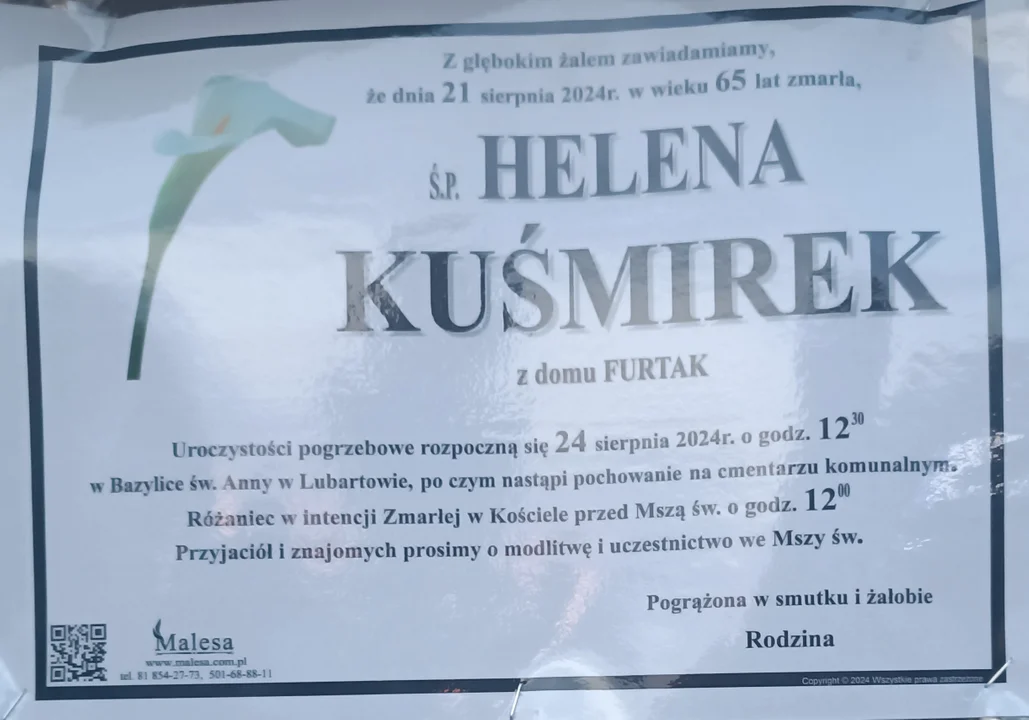 Z głębokim żalem zawiadamiamy,
że dnia 21 sierpnia 2024r. w wieku 65 lat zmarła,
Ś.P. HELENA
KUŚMIREK
z domu FURTAK
Uroczystości pogrzebowe rozpoczną się 24 sierpnia 2024r. o godz. 12³⁰
w Bazylice św. Anny w Lubartowie, po czym nastąpi pochowanie na cmentarzu komunalnym.
Różaniec w intencji Zmarłej w Kościele przed Mszą św. o godz. 12⁰⁰
Przyjaciół i znajomych prosimy o modlitwę i uczestnictwo we Mszy św.
Pogrążona w smutku i żałobie
Rodzina
Malesa
www.malesa.com.pl
tel. 81 854-27-73, 501-68-88-11
Copyright © 2024 Wszystkie prawa zastrzeżone